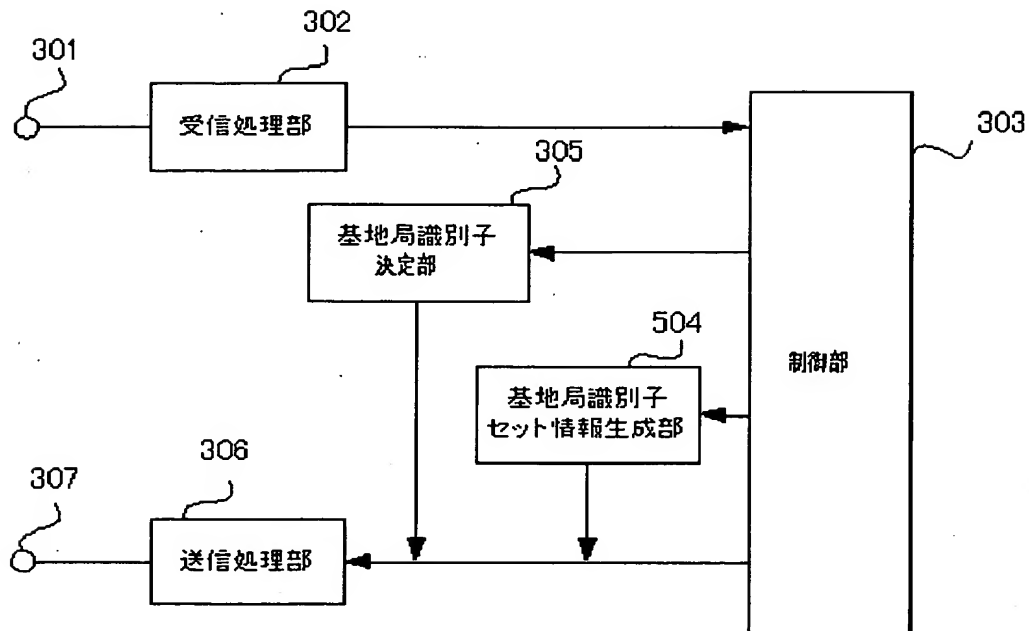 302
301
受信処理部
303
305
基地局識別子
決定部
504
制御部
基地局識別子
セット情報生成部
306
307
送信処理部